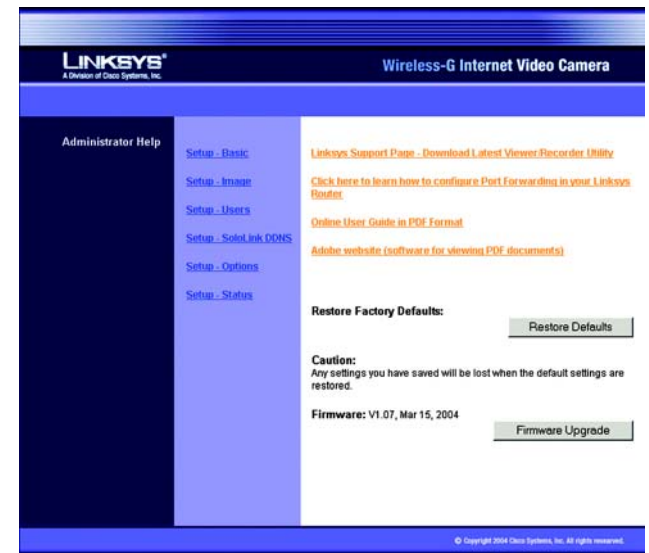 LINKSYS®
A Division of Cisco Systems, Inc.
Wireless-G Internet Video Camera
Administrator Help
Setup - Basic
Setup - Image
Setup - Users
Setup - SoloLink DDNS
Setup - Options
Setup - Status
Linksys Support Page - Download Latest Viewer/Recorder Utility
Click here to learn how to configure Port Forwarding in your Linksys
Router
Online User Guide in PDF Format
Adobe website (software for viewing PDF documents)
Restore Factory Defaults:
Restore Defaults
Caution:
Any settings you have saved will be lost when the default settings are
restored.
Firmware: V1.07, Mar 15, 2004
Firmware Upgrade
© Copyright 2004 Cisco Systems, Inc. All rights reserved.